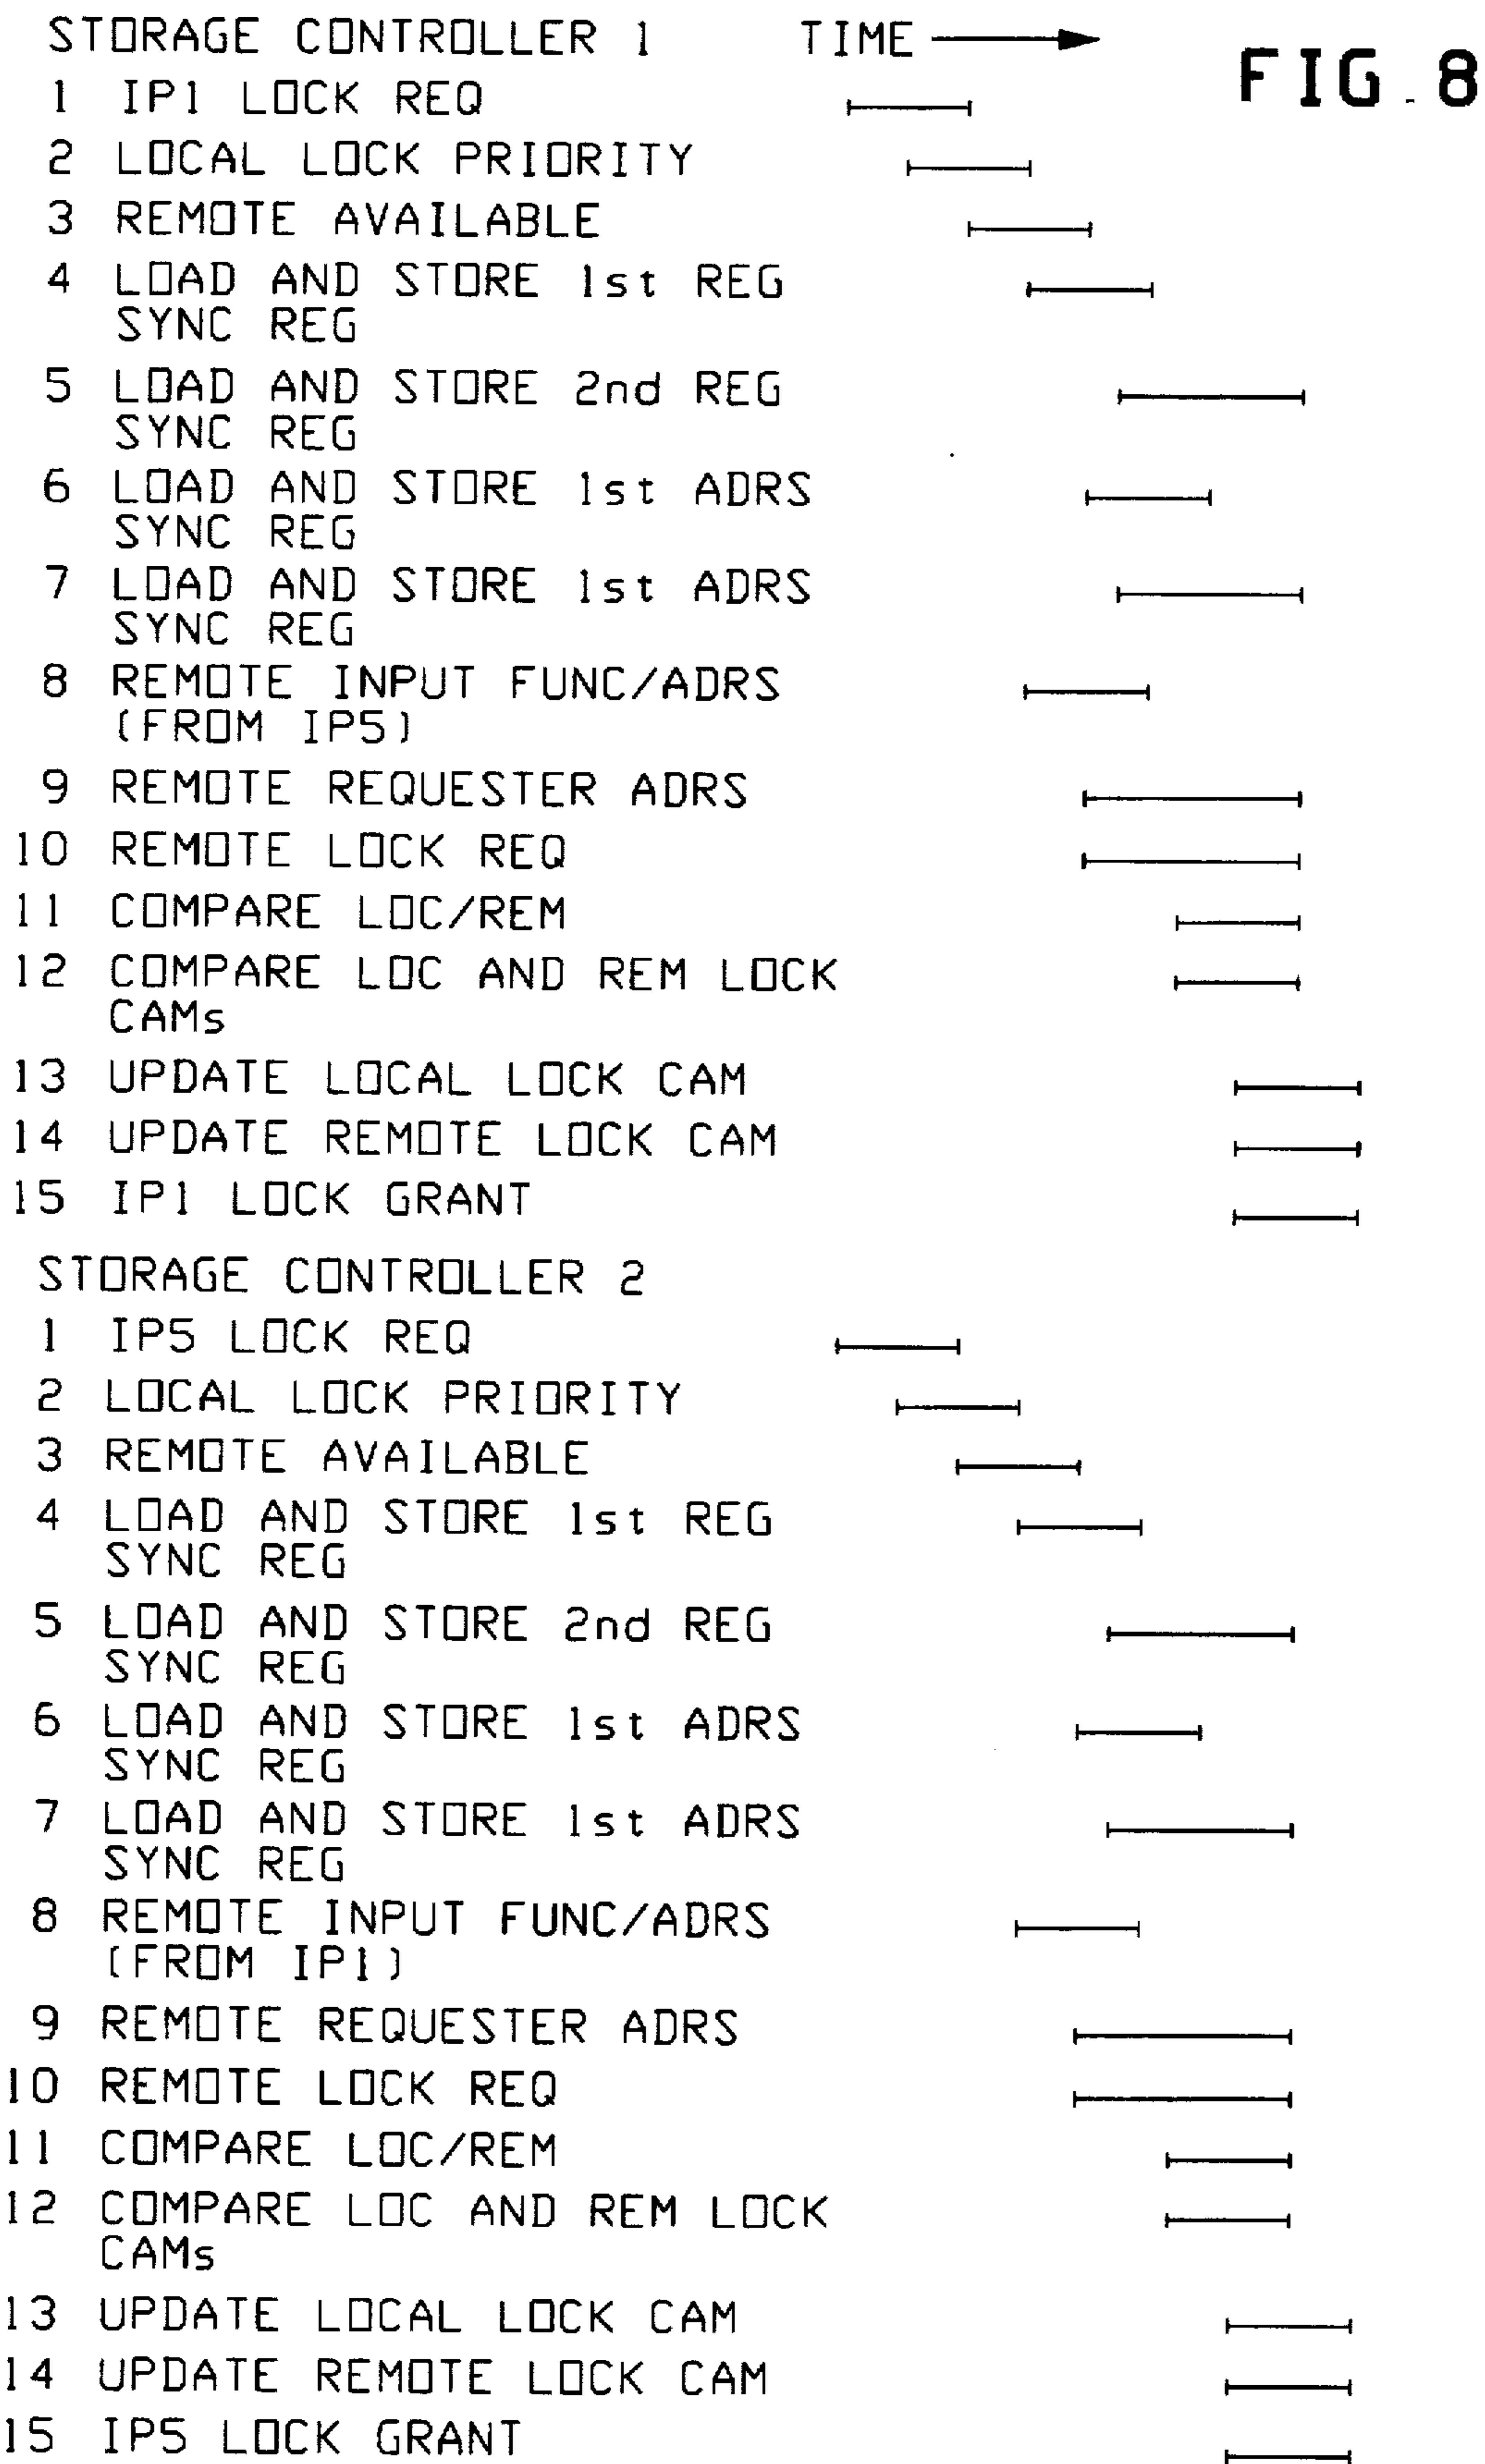 STORAGE CONTROLLER 1 TIME
FIG. 8
1 IP1 LOCK REQ
2 LOCAL LOCK PRIORITY
3 REMOTE AVAILABLE
4 LOAD AND STORE 1st REG
SYNC REG
5 LOAD AND STORE 2nd REG
SYNC REG
6 LOAD AND STORE 1st ADRS
SYNC REG
7 LOAD AND STORE 1st ADRS
SYNC REG
8 REMOTE INPUT FUNC/ADRS
(FROM IP5)
9 REMOTE REQUESTER ADRS
10 REMOTE LOCK REQ
11 COMPARE LOC/REM
12 COMPARE LOC AND REM LOCK
CAMs
13 UPDATE LOCAL LOCK CAM
14 UPDATE REMOTE LOCK CAM
15 IP1 LOCK GRANT
STORAGE CONTROLLER 2
1 IP5 LOCK REQ
2 LOCAL LOCK PRIORITY
3 REMOTE AVAILABLE
4 LOAD AND STORE 1st REG
SYNC REG
5 LOAD AND STORE 2nd REG
SYNC REG
6 LOAD AND STORE 1st ADRS
SYNC REG
7 LOAD AND STORE 1st ADRS
SYNC REG
8 REMOTE INPUT FUNC/ADRS
(FROM IP1)
9 REMOTE REQUESTER ADRS
10 REMOTE LOCK REQ
11 COMPARE LOC/REM
12 COMPARE LOC AND REM LOCK
CAMs
13 UPDATE LOCAL LOCK CAM
14 UPDATE REMOTE LOCK CAM
15 IP5 LOCK GRANT